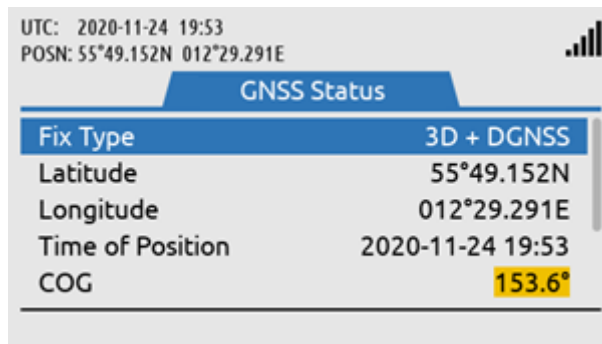 UTC: 2020-11-24 19:53
POSN: 55°49.152N 012°29.291E
GNSS Status
Fix Type 3D + DGNSS
Latitude 55°49.152N
Longitude 012°29.291E
Time of Position 2020-11-24 19:53
COG 153.6°